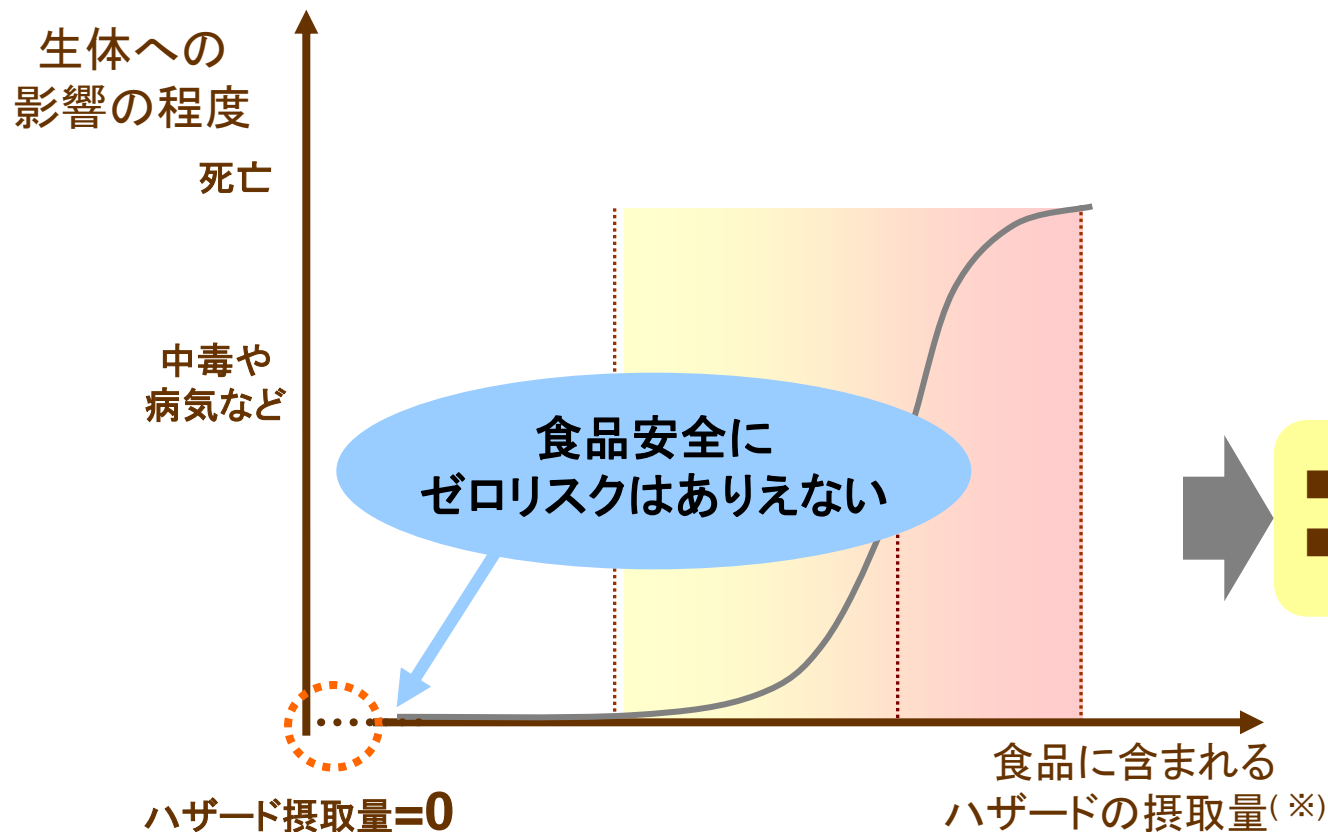 生体への
影響の程度
死亡
中毒や
病気など
食品安全に
ゼロリスクはありえない
ハザード摂取量=0
食品に含まれる
ハザードの摂取量(※)